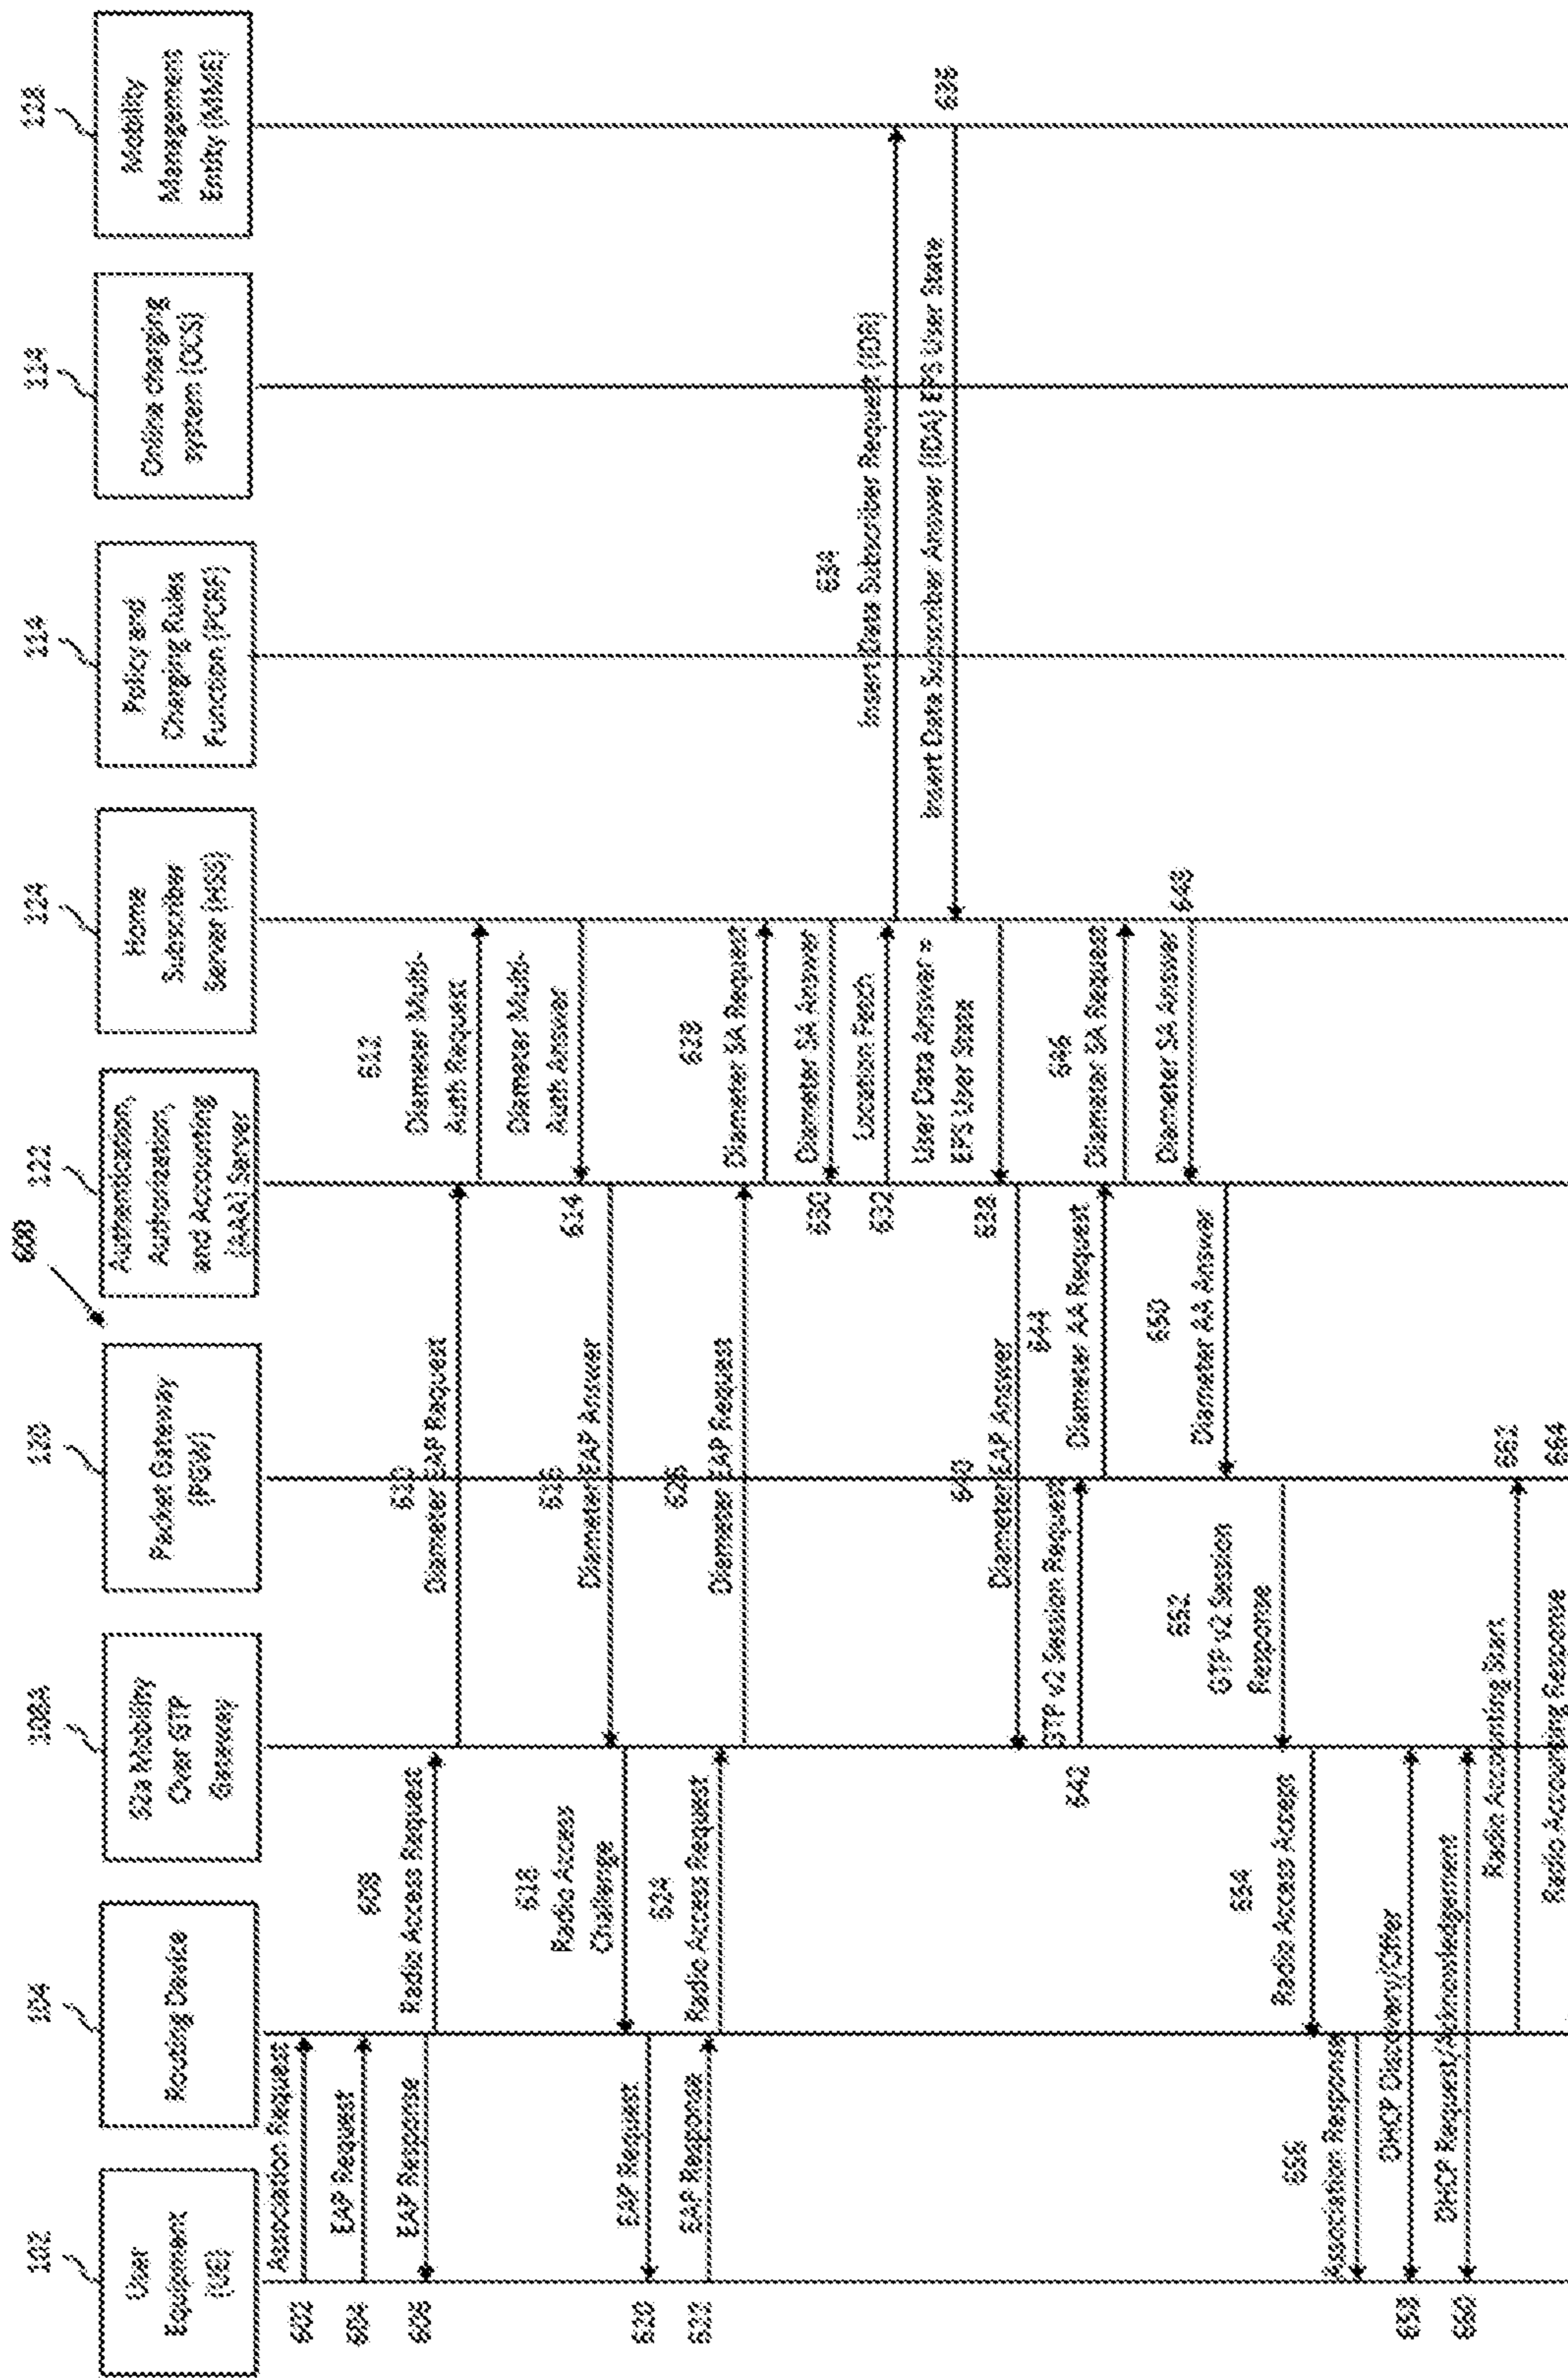 600
102
User
Equipment
(UE)
104
Routing Device
108A
S2a Mobility
Over GTP
Gateway
120
Packet Gateway
(PGW)
122
Authentication,
Authorization,
and Accounting
(AAA) Server
124
Home
Subscriber
Server (HSS)
114
Policy and
Charging Rules
Function (PCRF)
114
Online charging
system (OCS)
118
Mobility
Management
Entity (MME)
602
Association Request
604
EAP Request
606
EAP Response
608
Radio Access Request
610
Diameter EAP Request
612
Diameter Multi-
Auth Request
Diameter Multi-
Auth Answer
614
616
Diameter EAP Answer
618
Radio Access
Challenge
620
EAP Request
622
EAP Response
624
Radio Access Request
626
Diameter EAP Request
628
Diameter SA Request
Diameter SA Answer
630
Location Fetch
632
634
Insert Data Subscriber Request (IDR)
Insert Data Subscriber Answer (IDA) EPS User State
636
User Data Answer =
EPS User State
638
640
Diameter EAP Answer
GTP v2 Session Request
642
644
Diameter AA Request
646
Diameter SA Request
Diameter SA Answer
648
650
Diameter AA Answer
652
GTP v2 Session
Response
654
Radio Access Accept
656
Association Response
658
DHCP Discovery/Offer
660
DHCP Request/Acknowledgement
Radio Accounting Start
662
Radio Accounting Response
664